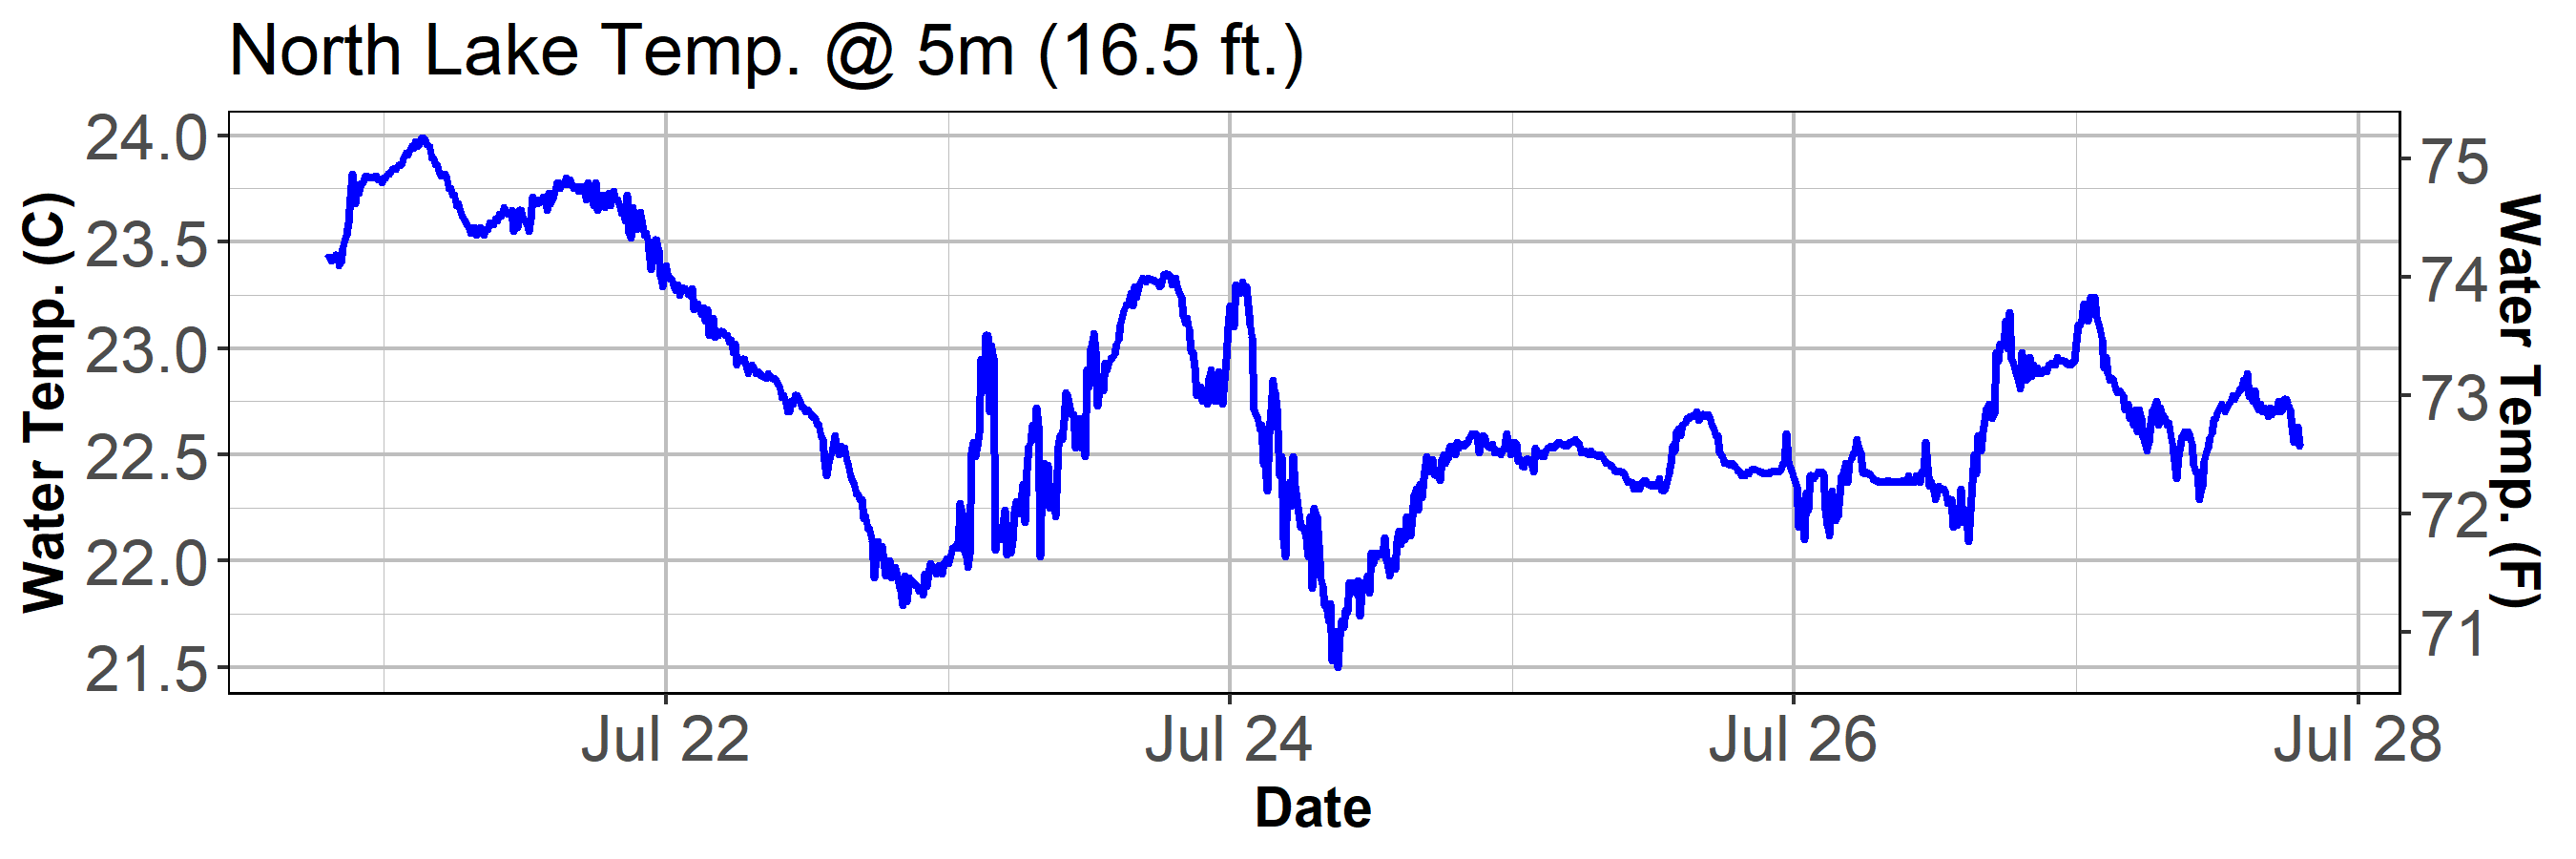 North Lake Temp. @ 5m (16.5 ft.)
Water Temp. (C)
24.0
23.5
23.0
22.5
22.0
21.5
75
74
73
72
71
Water Temp. (F)
Jul 22 Jul 24 Jul 26 Jul 28
Date